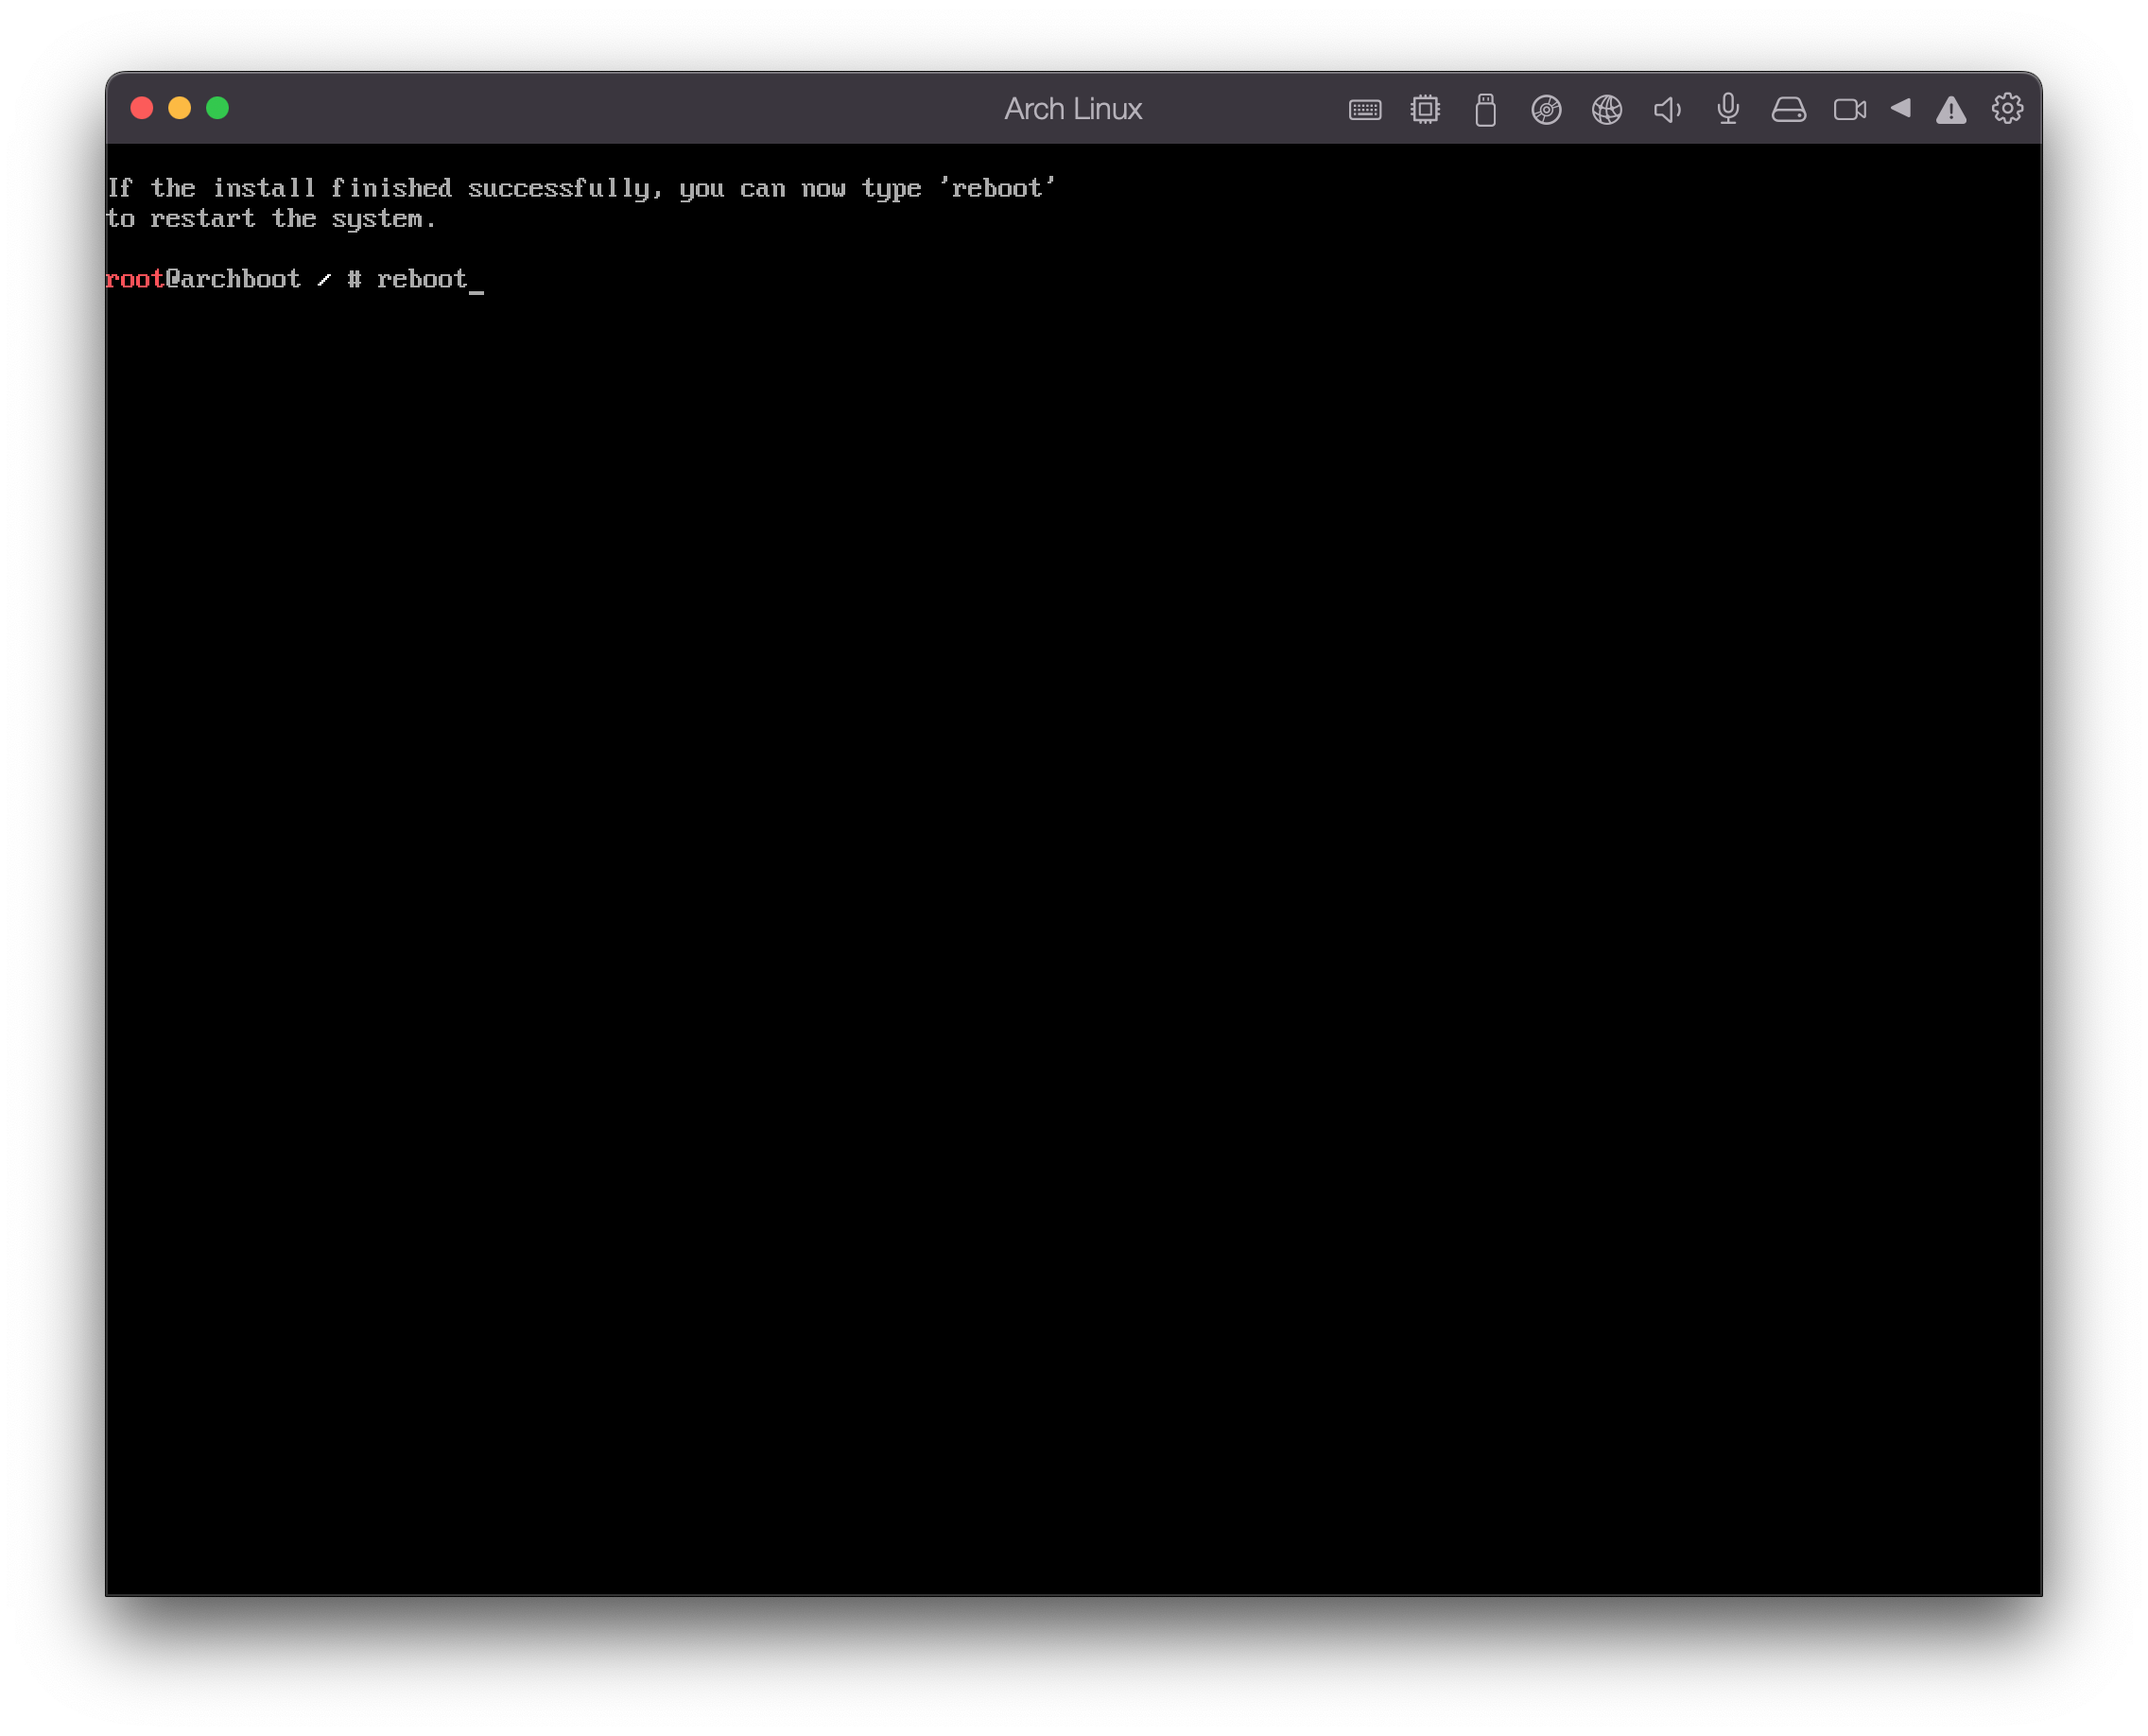 Arch Linux
If the install finished successfully, you can now type 'reboot'
to restart the system.
root@archboot / # reboot_